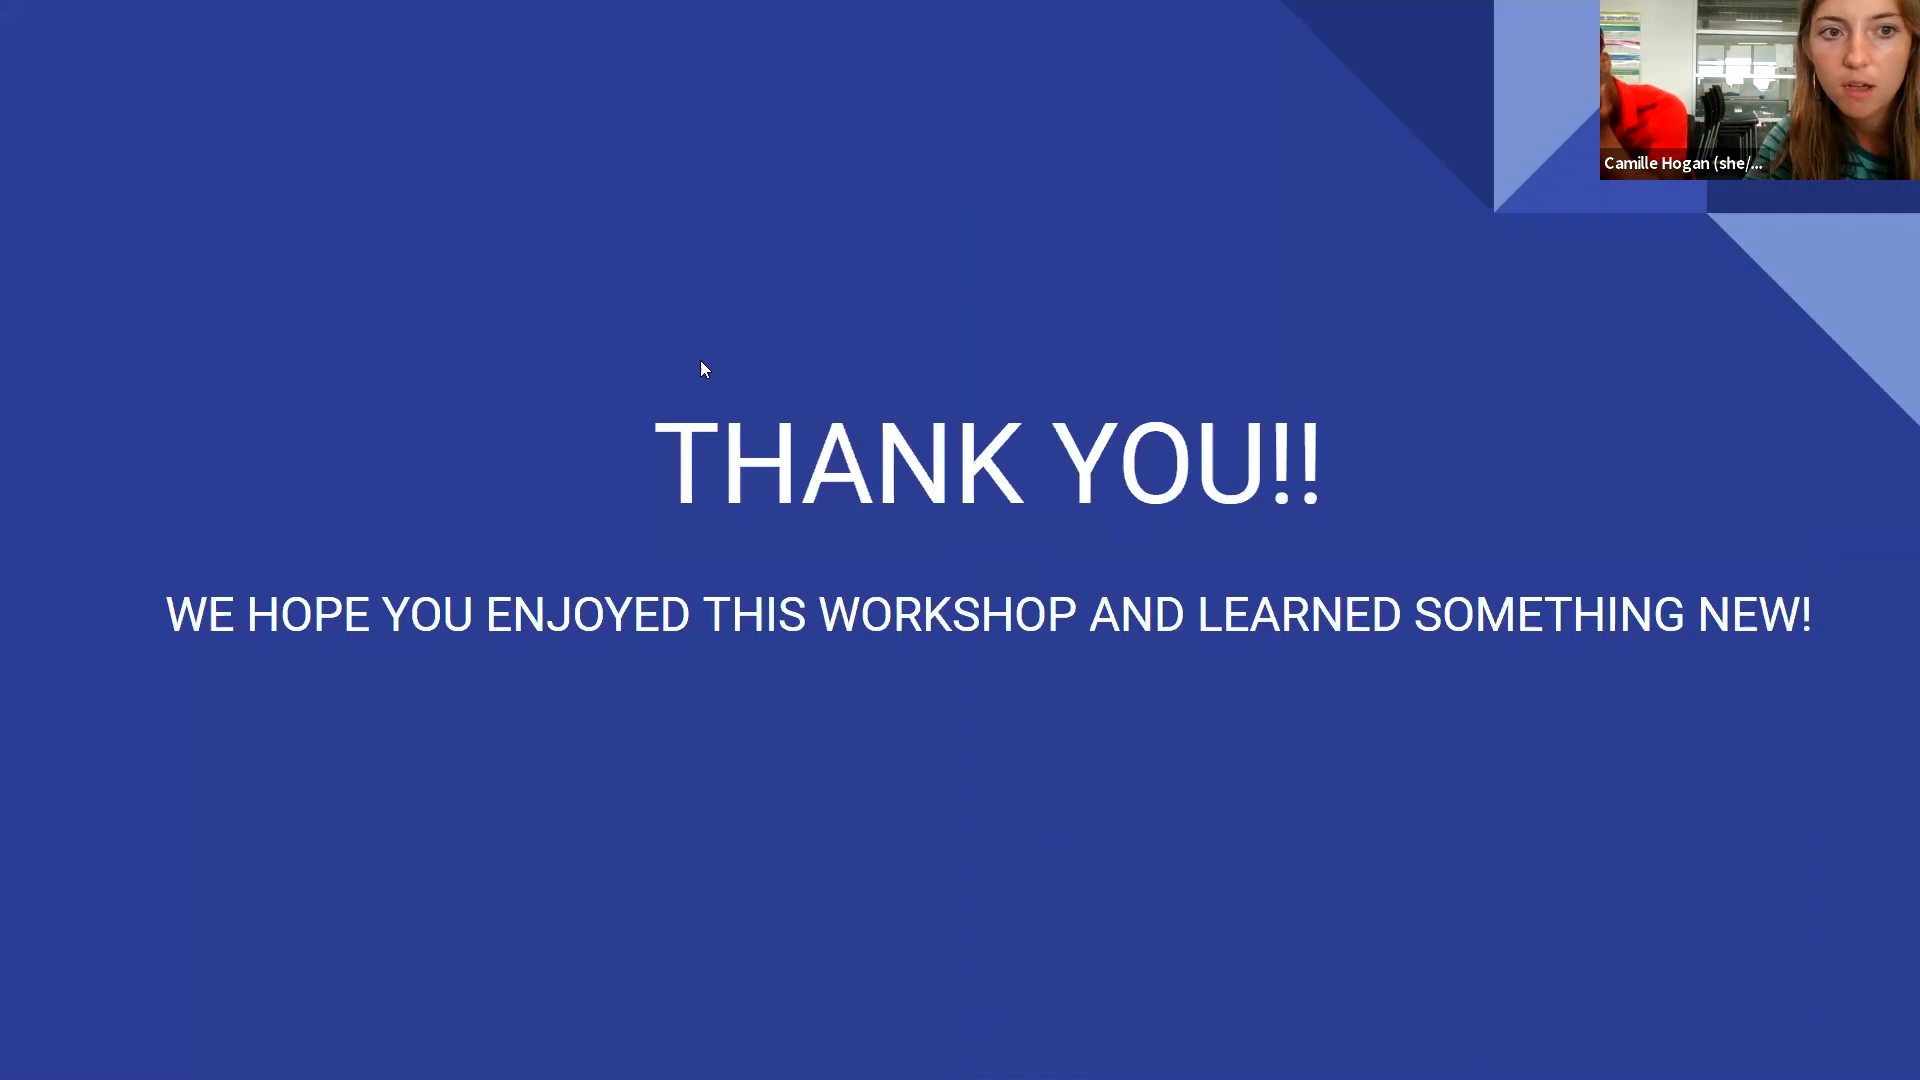 Camille Hogan (she/...
THANK YOU!!
WE HOPE YOU ENJOYED THIS WORKSHOP AND LEARNED SOMETHING NEW!